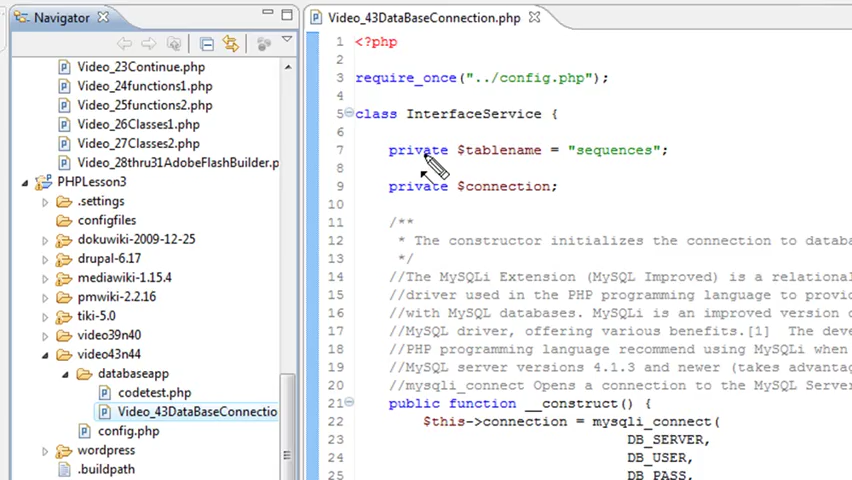 Navigator
Video_23Continue.php
Video_24functions1.php
Video_25functions2.php
Video_26Classes1.php
Video_27Classes2.php
Video_28thru31AdobeFlashBuilder.p
PHPLesson3
.settings
configfiles
dokuwiki-2009-12-25
drupal-6.17
mediawiki-1.15.4
pmwiki-2.2.16
tiki-5.0
video39n40
video43n44
databaseapp
codetest.php
Video_43DataBaseConnectio
config.php
wordpress
.buildpath
Video_43DataBaseConnection.php
1 <?php
2
3 require_once("../config.php");
4
5 class InterfaceService {
6
7 private $tablename = "sequences";
8
9 private $connection;
10
11 /**
12 * The constructor initializes the connection to databa
13 */
14 //The MySQLi Extension (MySQL Improved) is a relational
15 //driver used in the PHP programming language to provid
16 //with MySQL databases. MySQLi is an improved version o
17 //MySQL driver, offering various benefits.[1] The deve
18 //PHP programming language recommend using MySQLi when
19 //MySQL server versions 4.1.3 and newer (takes advantag
20 //mysqli_connect Opens a connection to the MySQL Server
21 public function __construct() {
22 $this->connection = mysqli_connect(
23 DB_SERVER,
24 DB_USER,
25 DB_PASS,